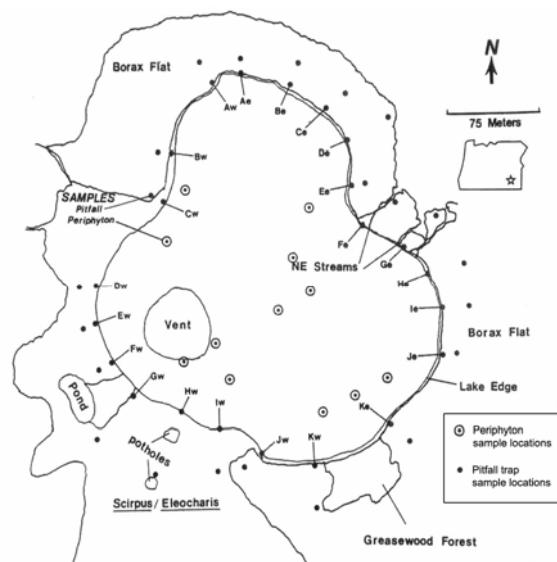 Borax Flat
N
75 Meters
Aw
Ae
Be
Ce
De
Ee
Bw
SAMPLES
Pitfall
Periphyton
Cw
Fe
Ge
NE Streams
He
Dw
Ie
Ew
Vent
Borax Flat
Fw
Je
Lake Edge
Pond
Gw
Hw
Iw
Ke
potholes
Jw
Kw
Scirpus/Eleocharis
Greasewood Forest
Periphyton
sample locations
Pitfall trap
sample locations